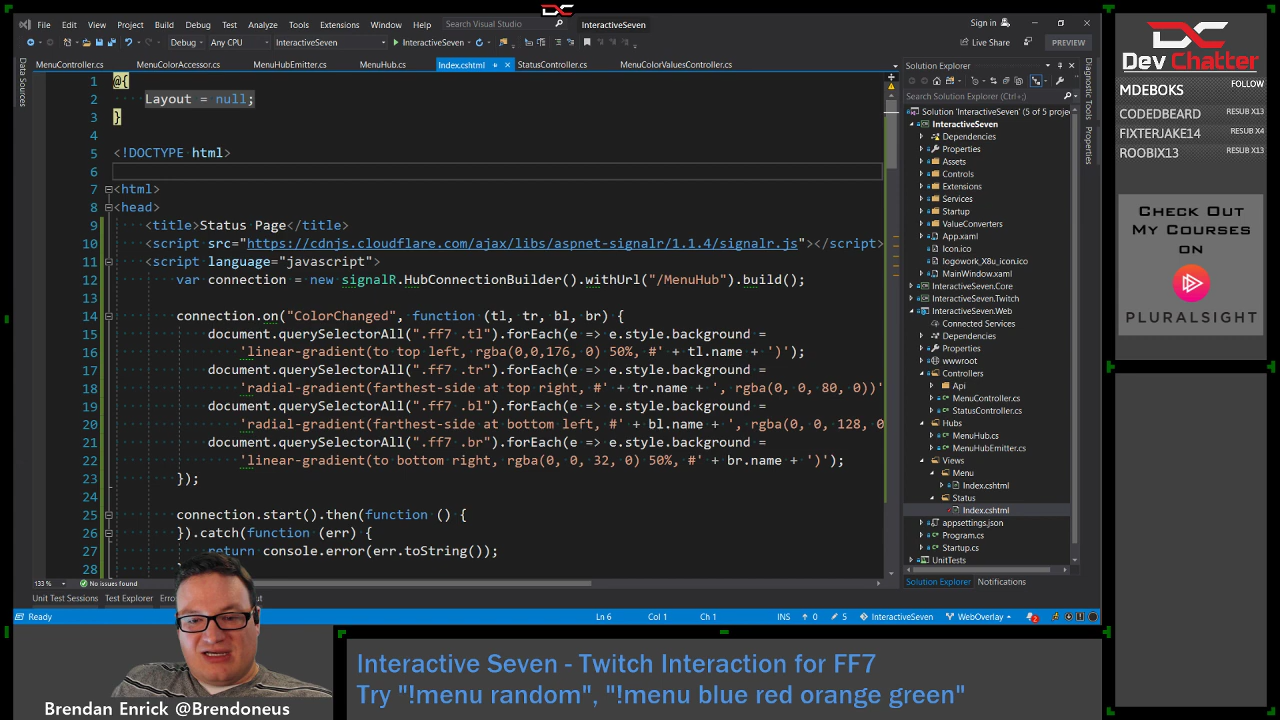 File Edit View Project Build Debug Test Analyze Tools Extensions Window Help Search Visual Studio InteractiveSeven Sign in
Debug Any CPU InteractiveSeven InteractiveSeven Live Share PREVIEW
MenuController.cs MenuColorAccessor.cs MenuHubEmitter.cs MenuHub.cs Index.cshtml StatusController.cs MenuColorValuesController.cs
Data Sources
1 @{
2 Layout = null;
3 }
4
5 <!DOCTYPE html>
6
7 <html>
8 <head>
9 <title>Status Page</title>
10 <script src="https://cdnjs.cloudflare.com/ajax/libs/aspnet-signalr/1.1.4/signalr.js"></script>
11 <script language="javascript">
12 var connection = new signalR.HubConnectionBuilder().withUrl("/MenuHub").build();
13
14 connection.on("ColorChanged", function (tl, tr, bl, br) {
15 document.querySelectorAll(".ff7 .tl").forEach(e => e.style.background =
16 'linear-gradient(to top left, rgba(0,0,176, 0) 50%, #' + tl.name + ')');
17 document.querySelectorAll(".ff7 .tr").forEach(e => e.style.background =
18 'radial-gradient(farthest-side at top right, #' + tr.name + ', rgba(0, 0, 80, 0))'
19 document.querySelectorAll(".ff7 .bl").forEach(e => e.style.background =
20 'radial-gradient(farthest-side at bottom left, #' + bl.name + ', rgba(0, 0, 128, 0
21 document.querySelectorAll(".ff7 .br").forEach(e => e.style.background =
22 'linear-gradient(to bottom right, rgba(0, 0, 32, 0) 50%, #' + br.name + ')');
23 });
24
25 connection.start().then(function () {
26 }).catch(function (err) {
27 return console.error(err.toString());
28
133 % No issues found
Unit Test Sessions Test Explorer
Ready Ln 6 Col 1 Ch 1 INS 0 5 InteractiveSeven WebOverlay 2
Solution Explorer
Search Solution Explorer (Ctrl+;)
Solution 'InteractiveSeven' (5 of 5 proje
InteractiveSeven
Dependencies
Properties
Assets
Controls
Extensions
Services
Startup
ValueConverters
App.xaml
Icon.ico
logowork_X8u_icon.ico
MainWindow.xaml
InteractiveSeven.Core
InteractiveSeven.Twitch
InteractiveSeven.Web
Connected Services
Dependencies
Properties
wwwroot
Controllers
Api
MenuController.cs
StatusController.cs
Hubs
MenuHub.cs
MenuHubEmitter.cs
Views
Menu
Index.cshtml
Status
Index.cshtml
appsettings.json
Program.cs
Startup.cs
UnitTests
Solution Explorer Notifications
Diagnostic Tools
Properties
DC
Dev Chatter
MDEBOKS FOLLOW
CODEDBEARD RESUB X13
FIXTERJAKE14 RESUB X4
ROOBIX13 RESUB X13
CHECK OUT
MY COURSES
ON
PLURALSIGHT
Brendan Enrick @Brendoneus
Interactive Seven - Twitch Interaction for FF7
Try "!menu random", "!menu blue red orange green"